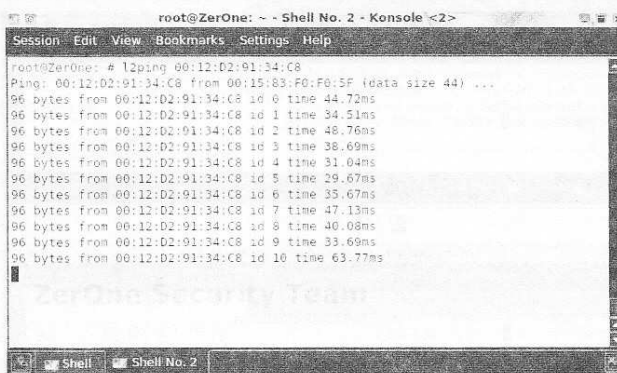 root@ZerOne: ~ - Shell No. 2 - Konsole <2>
Session Edit View Bookmarks Settings Help
root@ZerOne: # l2ping 00:12:D2:91:34:C8
Ping: 00:12:D2:91:34:C8 from 00:15:83:F0:F0:5F (data size 44) ...
96 bytes from 00:12:D2:91:34:C8 id 0 time 44.72ms
96 bytes from 00:12:D2:91:34:C8 id 1 time 34.51ms
96 bytes from 00:12:D2:91:34:C8 id 2 time 48.76ms
96 bytes from 00:12:D2:91:34:C8 id 3 time 38.69ms
96 bytes from 00:12:D2:91:34:C8 id 4 time 31.04ms
96 bytes from 00:12:D2:91:34:C8 id 5 time 29.67ms
96 bytes from 00:12:D2:91:34:C8 id 6 time 35.67ms
96 bytes from 00:12:D2:91:34:C8 id 7 time 47.13ms
96 bytes from 00:12:D2:91:34:C8 id 8 time 40.08ms
96 bytes from 00:12:D2:91:34:C8 id 9 time 33.69ms
96 bytes from 00:12:D2:91:34:C8 id 10 time 63.77ms
ZerOne Security Team
Shell Shell No. 2